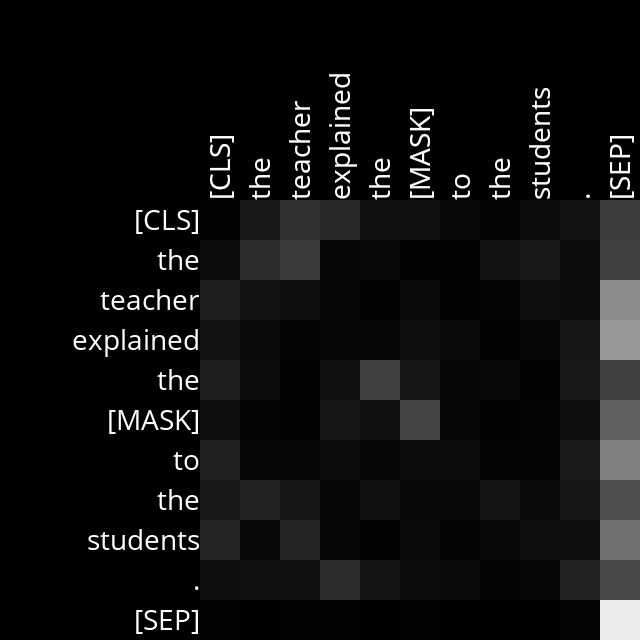 [CLS]
the
teacher
explained
the
[MASK]
to
the
students
.
[SEP]
[CLS]
the
teacher
explained
the
[MASK]
to
the
students
.
[SEP]